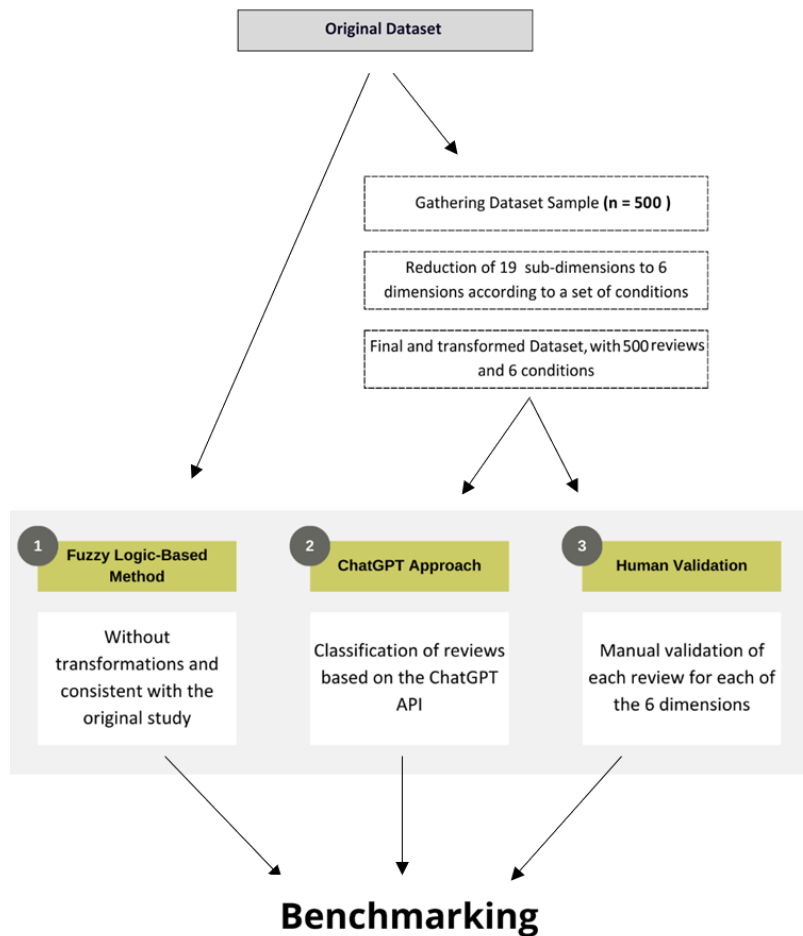 Original Dataset
Gathering Dataset Sample (n = 500 )
Reduction of 19 sub-dimensions to 6
dimensions according to a set of conditions
Final and transformed Dataset, with 500 reviews
and 6 conditions
1
Fuzzy Logic-Based
Method
Without
transformations and
consistent with the
original study
2
ChatGPT Approach
Classification of reviews
based on the ChatGPT
API
3
Human Validation
Manual validation of
each review for each of
the 6 dimensions
Benchmarking